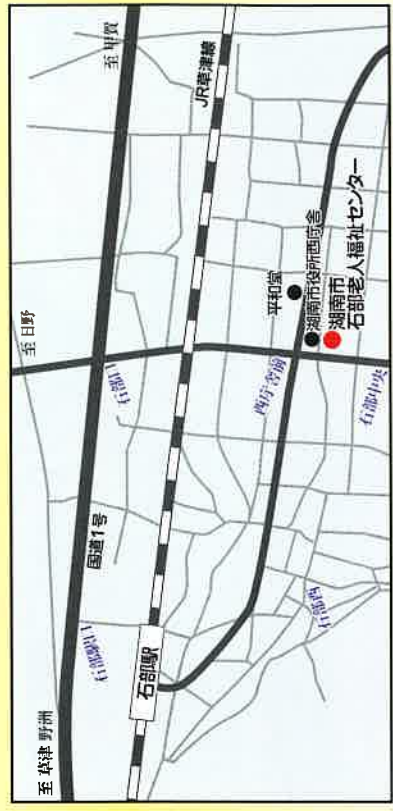 至 草津 野洲
国道1号
至 日野
至 甲賀
石部口
JR草津線
石部駅
平和堂
湖南市役所西庁舎
湖南市
石部老人福祉センター
西庁舎前
石部中央
石部西